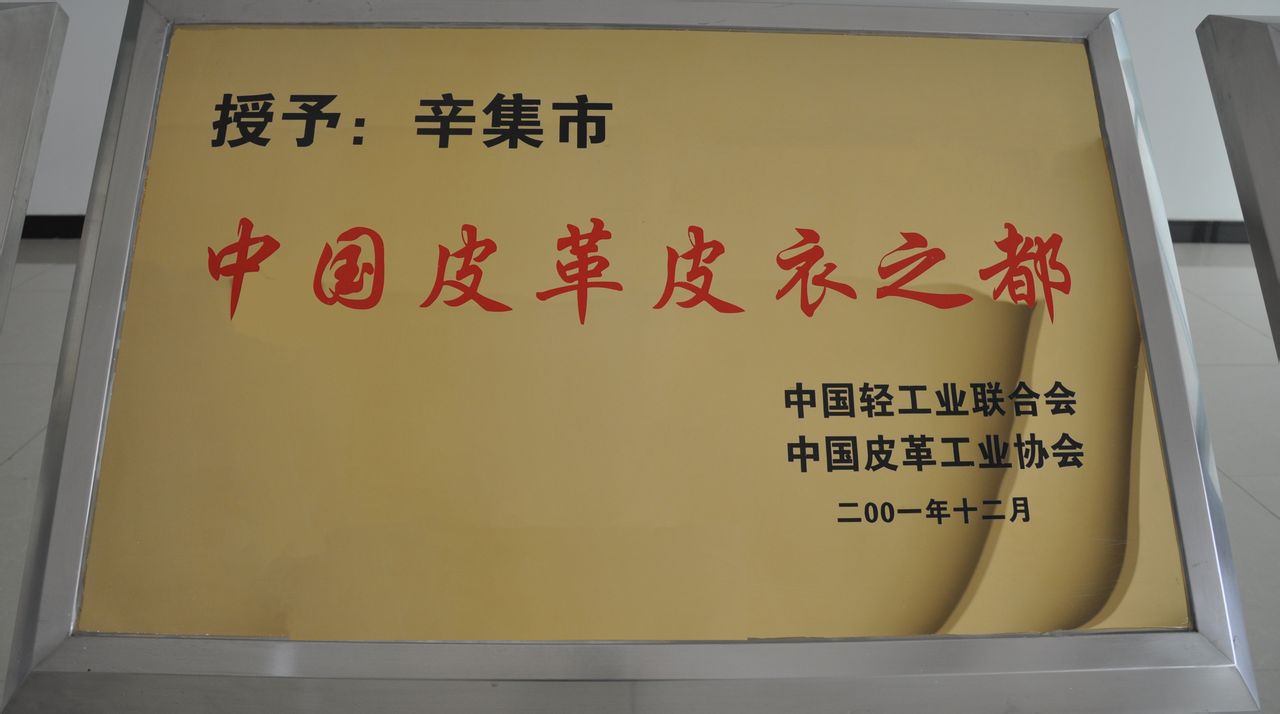 授予：辛集市
中国皮革皮衣之都
中国轻工业联合会
中国皮革工业协会
二00一年十二月